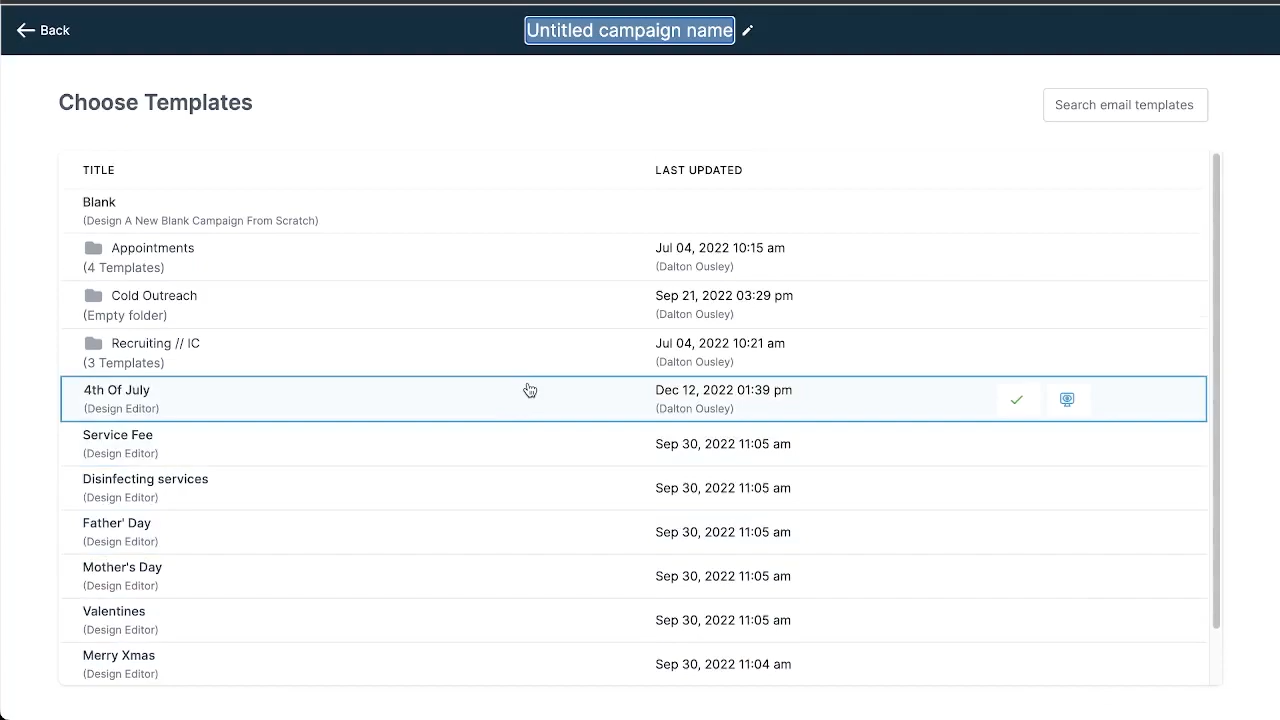 Back
Untitled campaign name
Choose Templates
Search email templates
TITLE LAST UPDATED
Blank
(Design A New Blank Campaign From Scratch)
Appointments Jul 04, 2022 10:15 am
(4 Templates) (Dalton Ousley)
Cold Outreach Sep 21, 2022 03:29 pm
(Empty folder) (Dalton Ousley)
Recruiting // IC Jul 04, 2022 10:21 am
(3 Templates) (Dalton Ousley)
4th Of July Dec 12, 2022 01:39 pm
(Design Editor) (Dalton Ousley)
Service Fee
(Design Editor)
Sep 30, 2022 11:05 am
Disinfecting services
(Design Editor)
Sep 30, 2022 11:05 am
Father' Day
(Design Editor)
Sep 30, 2022 11:05 am
Mother's Day
(Design Editor)
Sep 30, 2022 11:05 am
Valentines
(Design Editor)
Sep 30, 2022 11:05 am
Merry Xmas
(Design Editor)
Sep 30, 2022 11:04 am